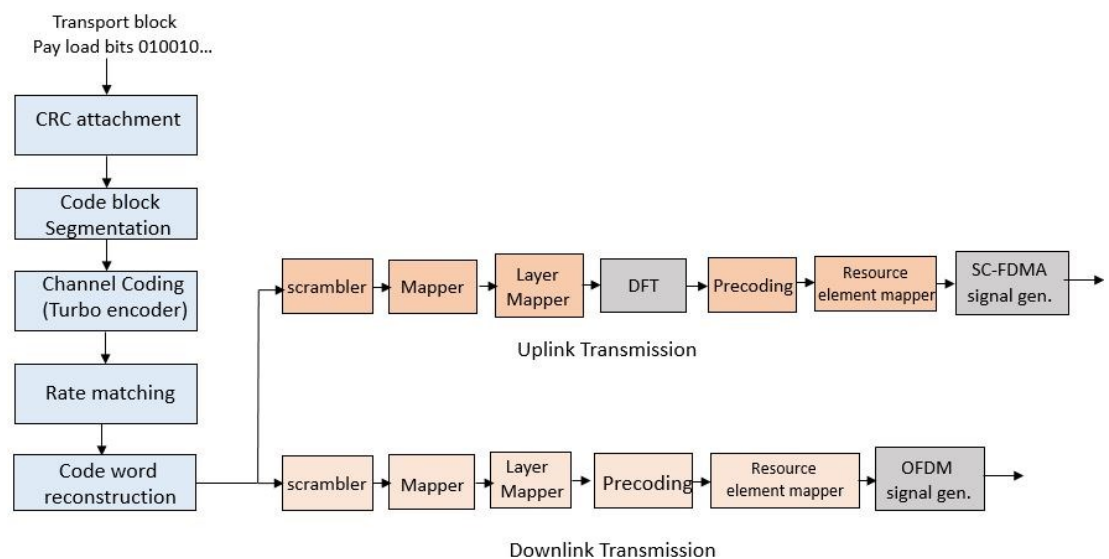 Transport block
Pay load bits 010010...
CRC attachment
Code block
Segmentation
Channel Coding
(Turbo encoder)
Rate matching
Code word
reconstruction
scrambler
Mapper
Layer
Mapper
DFT
Precoding
Resource
element mapper
SC-FDMA
signal gen.
Uplink Transmission
scrambler
Mapper
Layer
Mapper
Precoding
Resource
element mapper
OFDM
signal gen.
Downlink Transmission